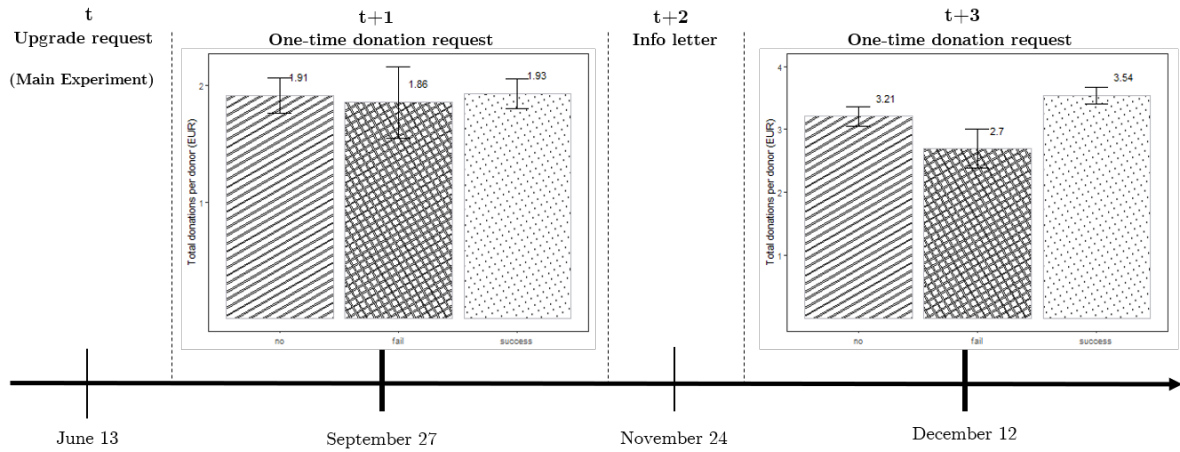 t
Upgrade request
(Main Experiment)
t+1
One-time donation request
Total donations per donor (EUR)
2
1
1.91
1.86
1.93
no
fail
success
t+2
Info letter
t+3
One-time donation request
Total donations per donor (EUR)
4
3
2
1
3.21
2.7
3.54
no
fail
success
June 13
September 27
November 24
December 12